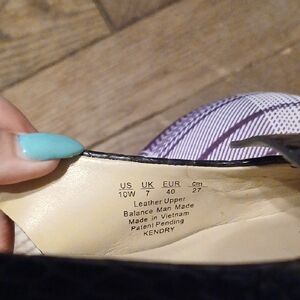 US UK EUR cm
10W 7 40 27
Leather Upper
Balance Man Made
Made in Vietnam
Patent Pending
KENDRY